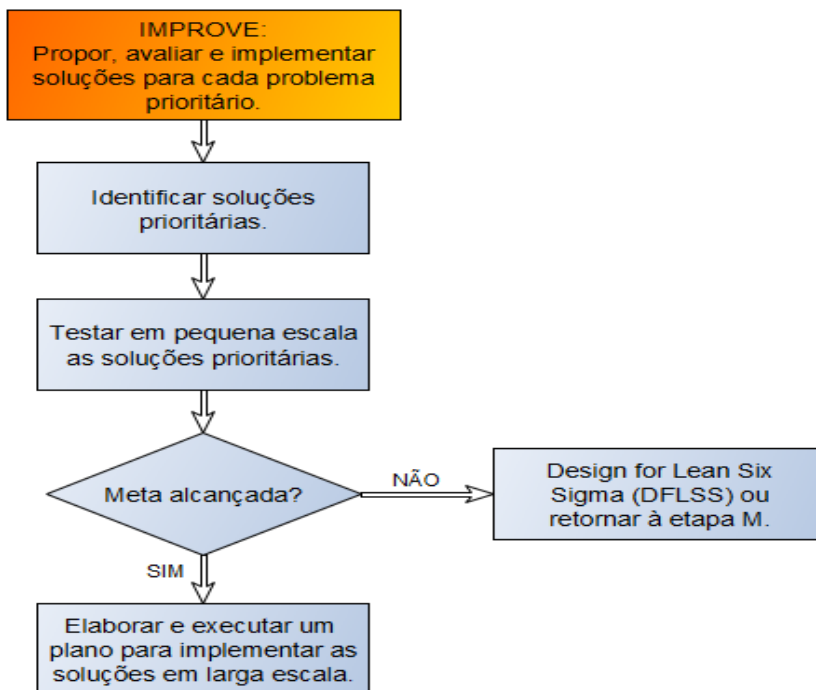 IMPROVE:
Propor, avaliar e implementar
soluções para cada problema
prioritário.
Identificar soluções
prioritárias.
Testar em pequena escala
as soluções prioritárias.
Meta alcançada?
NÃO
Design for Lean Six
Sigma (DFLSS) ou
retornar à etapa M.
SIM
Elaborar e executar um
plano para implementar as
soluções em larga escala.